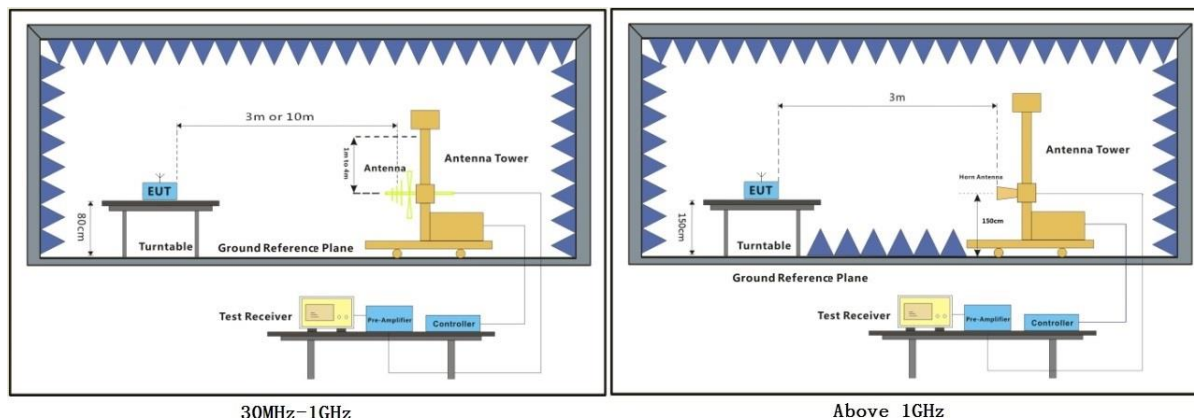 3m or 10m
1m to 4m
Antenna
Antenna Tower
EUT
80cm
Turntable
Ground Reference Plane
Test Receiver
Pre-Amplifier
Controller
30MHz-1GHz
3m
Antenna Tower
Horn Antenna
EUT
150cm
150cm
Turntable
Ground Reference Plane
Test Receiver
Pre-Amplifier
Controller
Above 1GHz